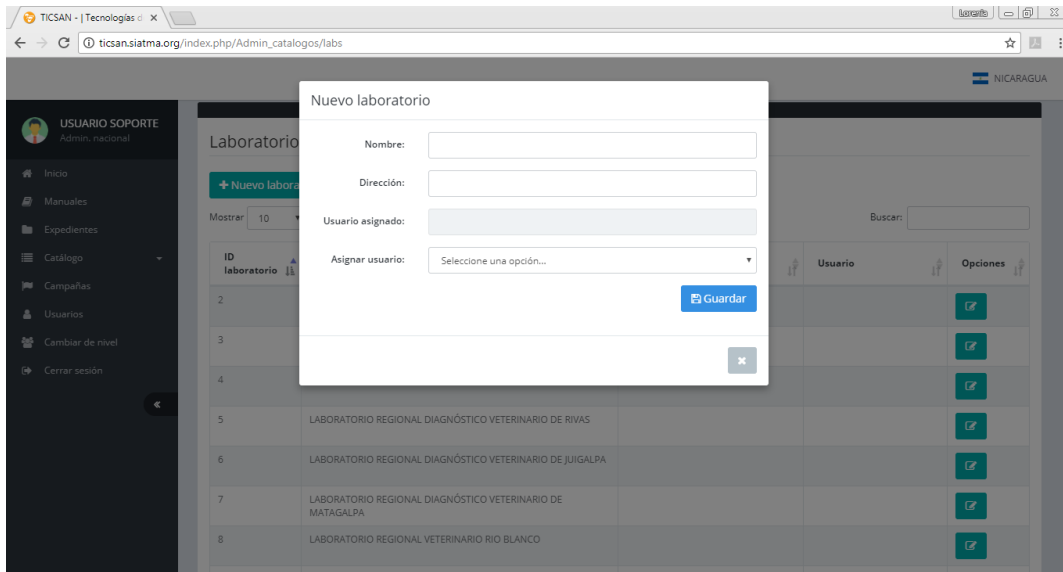 TICSAN - | Tecnologías d
Lorenis
ticsan.siatma.org/index.php/Admin_catalogos/labs
NICARAGUA
USUARIO SOPORTE
Admin. nacional
Inicio
Manuales
Expedientes
Catálogo
Campañas
Usuarios
Cambiar de nivel
Cerrar sesión
Laboratorio
Nuevo labora
Mostrar 10
Buscar:
Nuevo laboratorio
Nombre:
Dirección:
Usuario asignado:
Asignar usuario: Seleccione una opción...
Guardar
ID laboratorio Usuario Opciones
2
3
4
5 LABORATORIO REGIONAL DIAGNÓSTICO VETERINARIO DE RIVAS
6 LABORATORIO REGIONAL DIAGNÓSTICO VETERINARIO DE JUIGALPA
7 LABORATORIO REGIONAL DIAGNÓSTICO VETERINARIO DE
MATAGALPA
8 LABORATORIO REGIONAL VETERINARIO RIO BLANCO